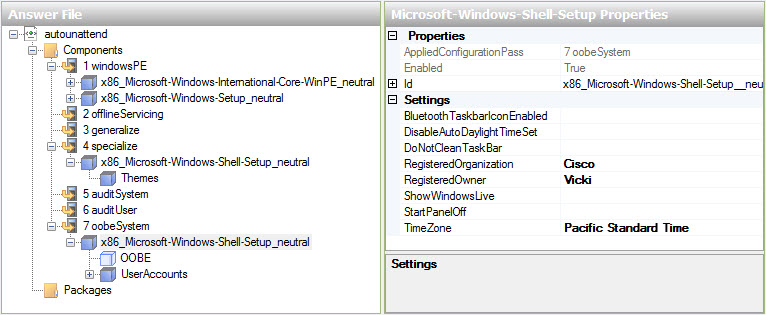 Answer File
autounattend
Components
1 windowsPE
x86_Microsoft-Windows-International-Core-WinPE_neutral
x86_Microsoft-Windows-Setup_neutral
2 offlineServicing
3 generalize
4 specialize
x86_Microsoft-Windows-Shell-Setup_neutral
Themes
5 auditSystem
6 auditUser
7 oobeSystem
x86_Microsoft-Windows-Shell-Setup_neutral
OOBE
UserAccounts
Packages
Microsoft-Windows-Shell-Setup Properties
Properties
AppliedConfigurationPass 7 oobeSystem
Enabled True
Id x86_Microsoft-Windows-Shell-Setup__neu
Settings
BluetoothTaskbarIconEnabled
DisableAutoDaylightTimeSet
DoNotCleanTaskBar
RegisteredOrganization Cisco
RegisteredOwner Vicki
ShowWindowsLive
StartPanelOff
TimeZone Pacific Standard Time
Settings